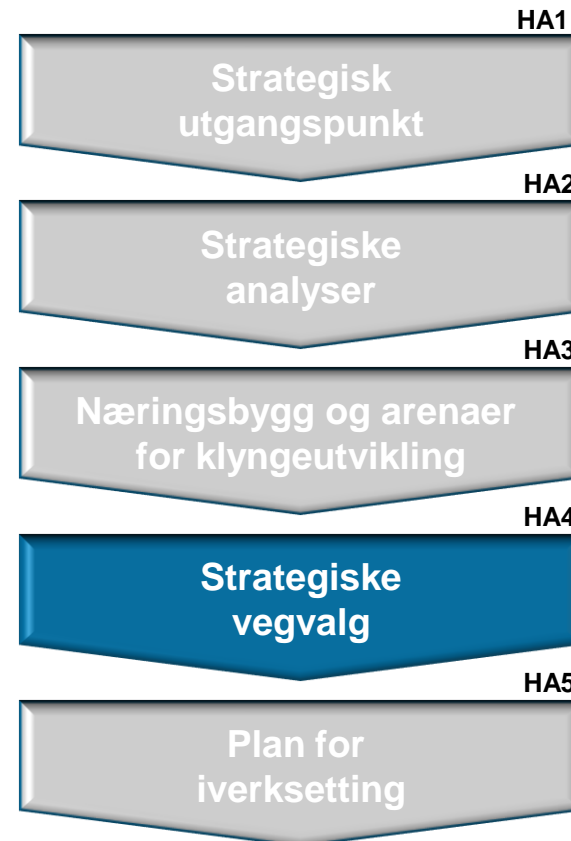 HA1
Strategisk
utgangspunkt
HA2
Strategiske
analyser
HA3
Næringsbygg og arenaer
for klyngeutvikling
HA4
Strategiske
vegvalg
HA5
Plan for
iverksetting